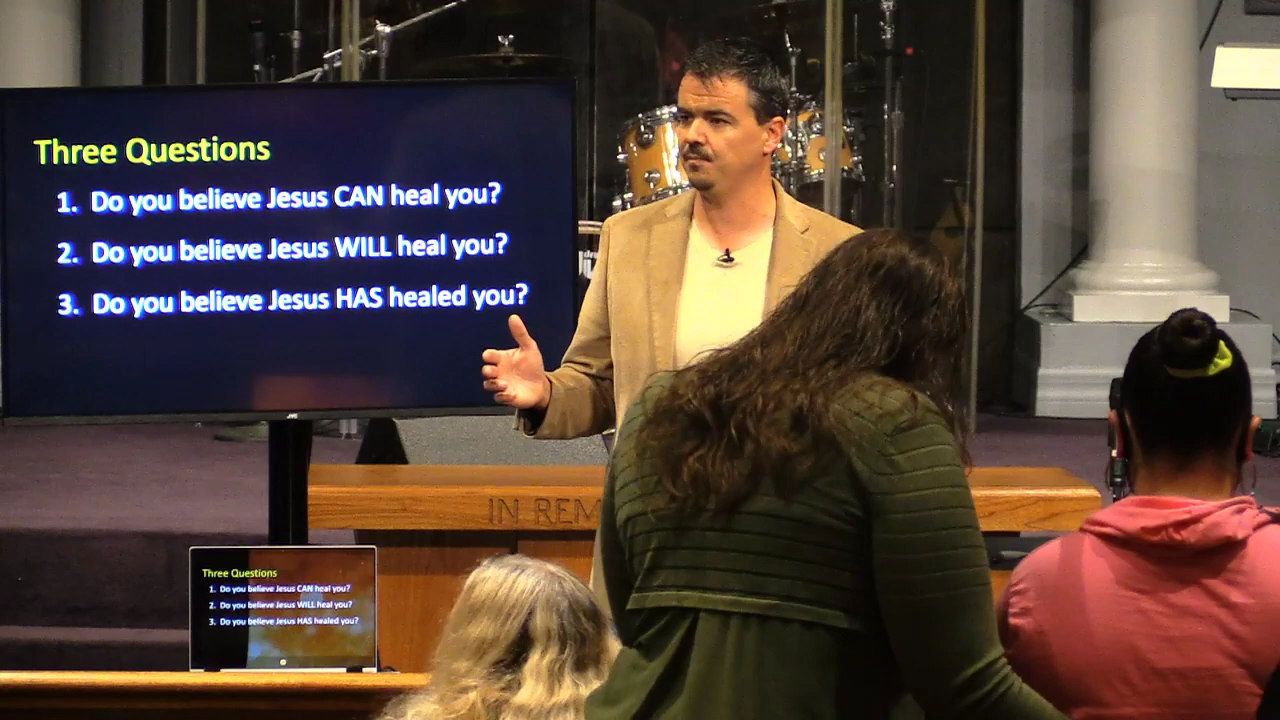 Three Questions
1. Do you believe Jesus CAN heal you?
2. Do you believe Jesus WILL heal you?
3. Do you believe Jesus HAS healed you?
JVC
IN REM
Three Questions
1. Do you believe Jesus CAN heal you?
2. Do you believe Jesus WILL heal you?
3. Do you believe Jesus HAS healed you?